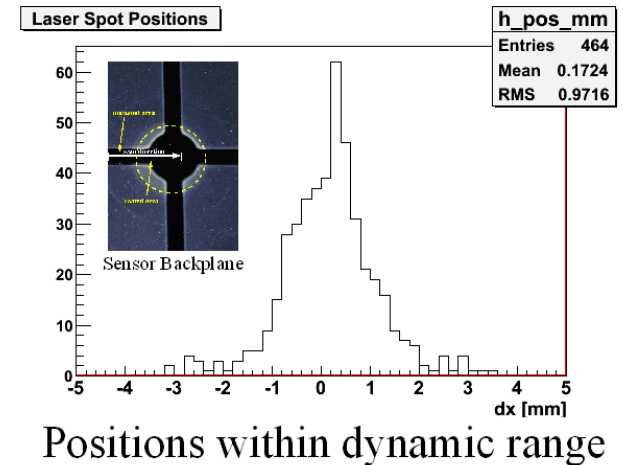 Laser Spot Positions
h_pos_mm
Entries 464
Mean 0.1724
RMS 0.9716
60
50
40
30
20
10
0
coated area
Sensor Backplane
-5 -4 -3 -2 -1 0 1 2 3 4 5
dx [mm]
Positions within dynamic range